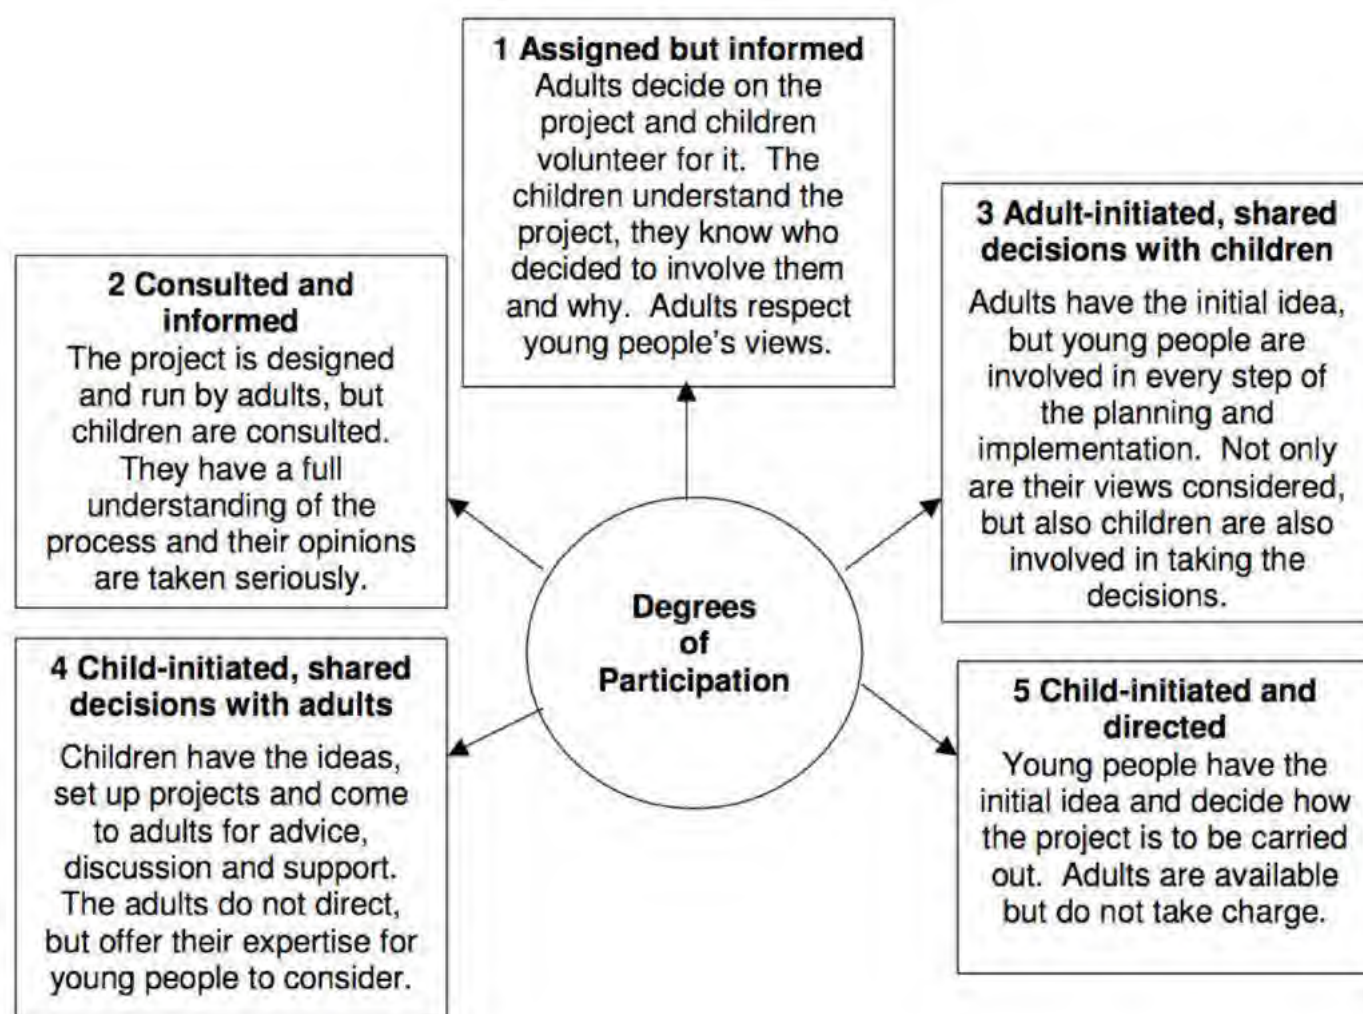 1 Assigned but informed
Adults decide on the
project and children
volunteer for it. The
children understand the
project, they know who
decided to involve them
and why. Adults respect
young people's views.
2 Consulted and
informed
The project is designed
and run by adults, but
children are consulted.
They have a full
understanding of the
process and their opinions
are taken seriously.
3 Adult-initiated, shared
decisions with children
Adults have the initial idea,
but young people are
involved in every step of
the planning and
implementation. Not only
are their views considered,
but also children are also
involved in taking the
decisions.
Degrees
of
Participation
4 Child-initiated, shared
decisions with adults
Children have the ideas,
set up projects and come
to adults for advice,
discussion and support.
The adults do not direct,
but offer their expertise for
young people to consider.
5 Child-initiated and
directed
Young people have the
initial idea and decide how
the project is to be carried
out. Adults are available
but do not take charge.